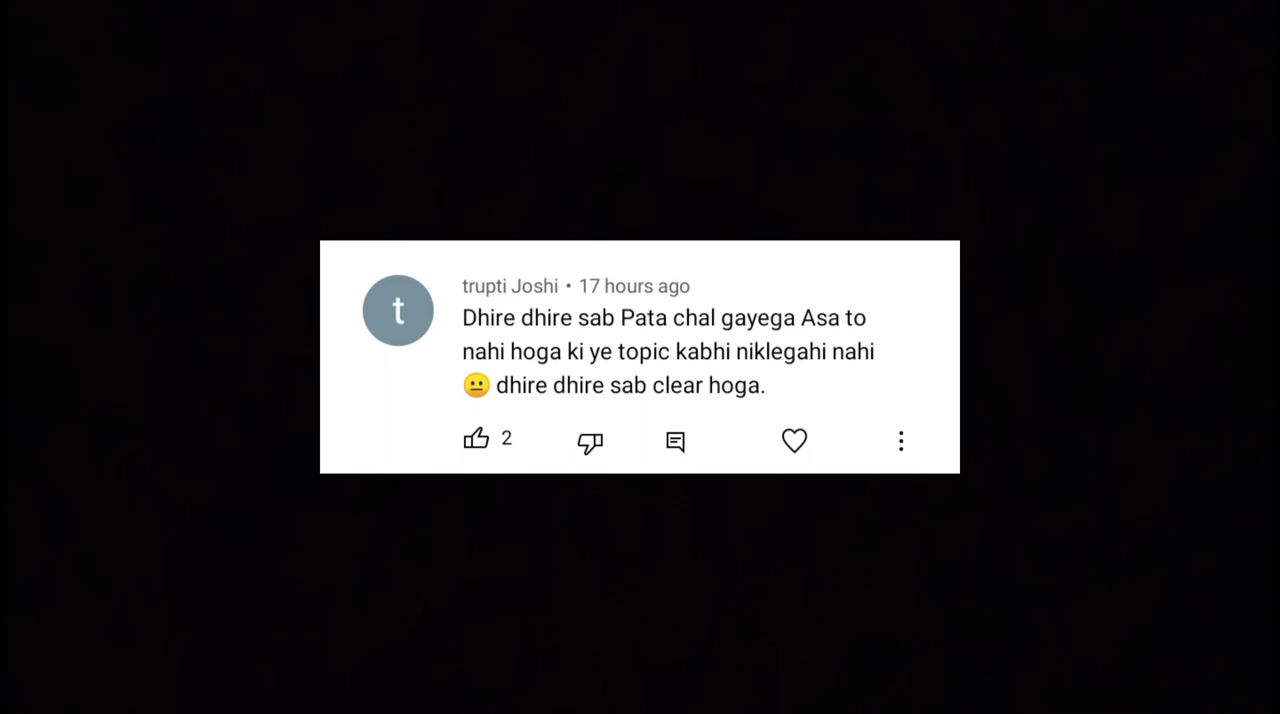 t
trupti Joshi • 17 hours ago
Dhire dhire sab Pata chal gayega Asa to
nahi hoga ki ye topic kabhi niklegahi nahi
😐 dhire dhire sab clear hoga.
2